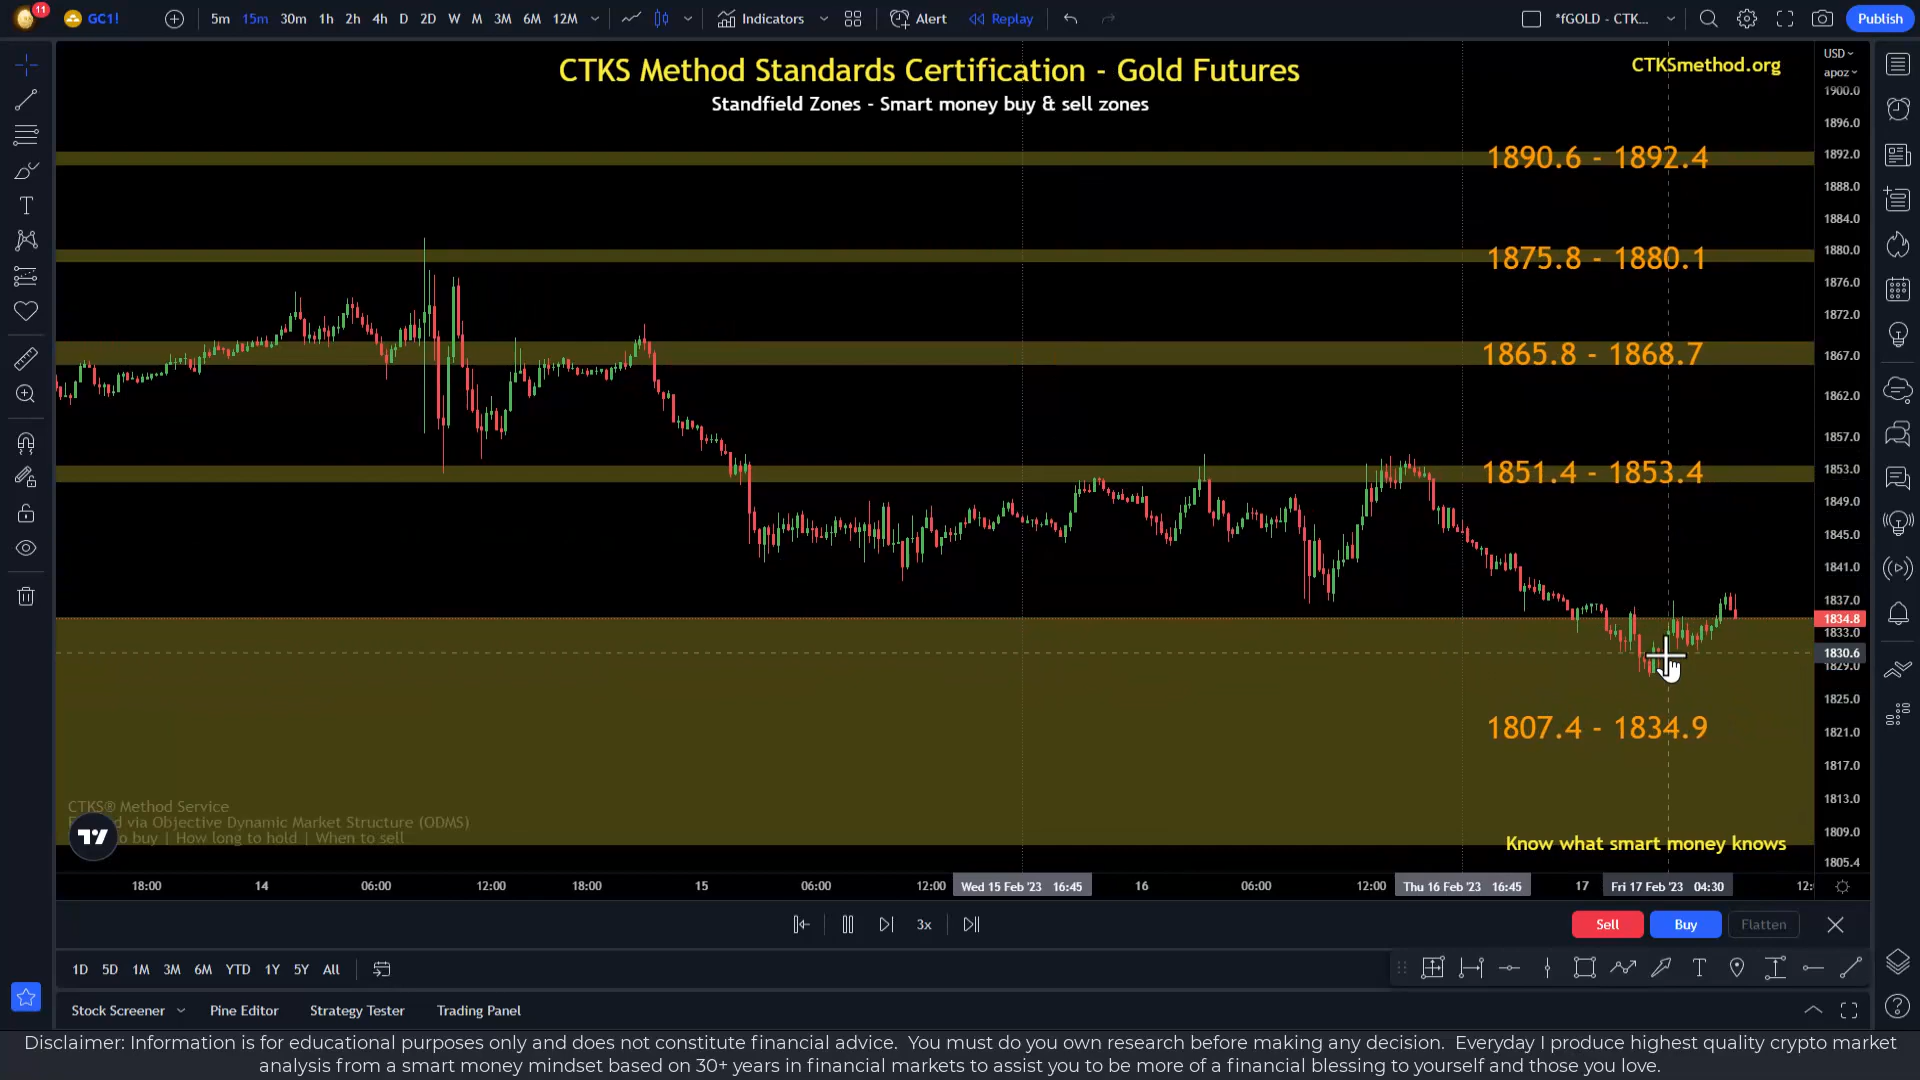 11 GC1! 5m 15m 30m 1h 2h 4h D 2D W M 3M 6M 12M Indicators Alert Replay *fGOLD - CTK... Publish
CTKS Method Standards Certification - Gold Futures
Standfield Zones - Smart money buy & sell zones
CTKSmethod.org
USD
apoz
1900.0
1896.0
1892.0
1888.0
1884.0
1880.0
1876.0
1872.0
1867.0
1862.0
1857.0
1853.0
1849.0
1845.0
1841.0
1837.0
1834.8
1833.0
1830.6
1829.0
1825.0
1821.0
1817.0
1813.0
1809.0
1805.4
1890.6 - 1892.4
1875.8 - 1880.1
1865.8 - 1868.7
1851.4 - 1853.4
1807.4 - 1834.9
CTKS® Method Service
via Objective Dynamic Market Structure (ODMS)
o buy | How long to hold | When to sell
Know what smart money knows
18:00 14 06:00 12:00 18:00 15 06:00 12:00 Wed 15 Feb '23 16:45 16 06:00 12:00 Thu 16 Feb '23 16:45 17 Fri 17 Feb '23 04:30 12:
3x Sell Buy Flatten
1D 5D 1M 3M 6M YTD 1Y 5Y All
Stock Screener Pine Editor Strategy Tester Trading Panel
Disclaimer: Information is for educational purposes only and does not constitute financial advice. You must do you own research before making any decision. Everyday I produce highest quality crypto market
analysis from a smart money mindset based on 30+ years in financial markets to assist you to be more of a financial blessing to yourself and those you love.